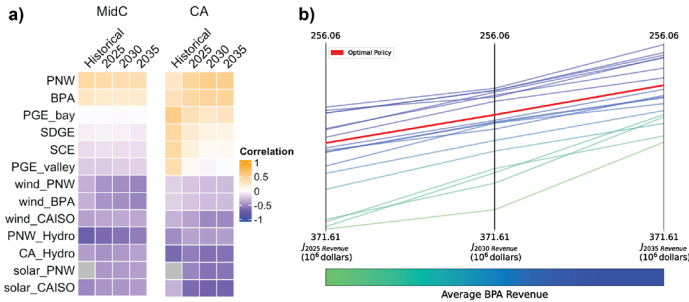 a)
MidC
CA
Historical
2025
2030
2035
Historical
2025
2030
2035
PNW
BPA
PGE_bay
SDGE
SCE
PGE_valley
wind_PNW
wind_BPA
wind_CAISO
PNW_Hydro
CA_Hydro
solar_PNW
solar_CAISO
Correlation
1
0.5
0
-0.5
-1
b)
256.06
256.06
256.06
Optimal Policy
371.61
371.61
371.61
J2025 Revenue
J2030 Revenue
J2035 Revenue
(10⁶ dollars)
(10⁶ dollars)
(10⁶ dollars)
Average BPA Revenue